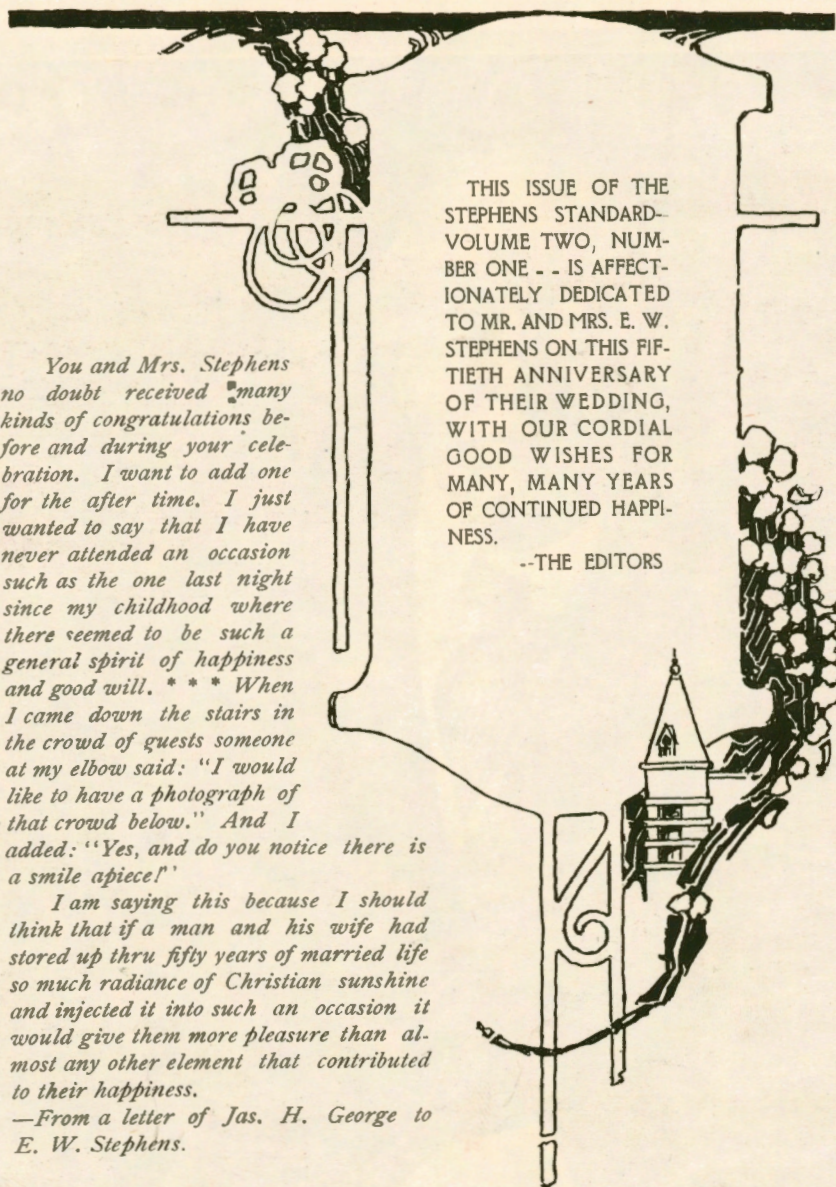 THIS ISSUE OF THE
STEPHENS STANDARD-
VOLUME TWO, NUM-
BER ONE - - IS AFFECT-
IONATELY DEDICATED
TO MR. AND MRS. E. W.
STEPHENS ON THIS FIF-
TIETH ANNIVERSARY
OF THEIR WEDDING,
WITH OUR CORDIAL
GOOD WISHES FOR
MANY, MANY YEARS
OF CONTINUED HAPPI-
NESS.
--THE EDITORS
You and Mrs. Stephens
no doubt received many
kinds of congratulations be-
fore and during your cele-
bration. I want to add one
for the after time. I just
wanted to say that I have
never attended an occasion
such as the one last night
since my childhood where
there seemed to be such a
general spirit of happiness
and good will. * * * When
I came down the stairs in
the crowd of guests someone
at my elbow said: "I would
like to have a photograph of
that crowd below." And I
added: "Yes, and do you notice there is
a smile apiece!"
I am saying this because I should
think that if a man and his wife had
stored up thru fifty years of married life
so much radiance of Christian sunshine
and injected it into such an occasion it
would give them more pleasure than al-
most any other element that contributed
to their happiness.
—From a letter of Jas. H. George to
E. W. Stephens.